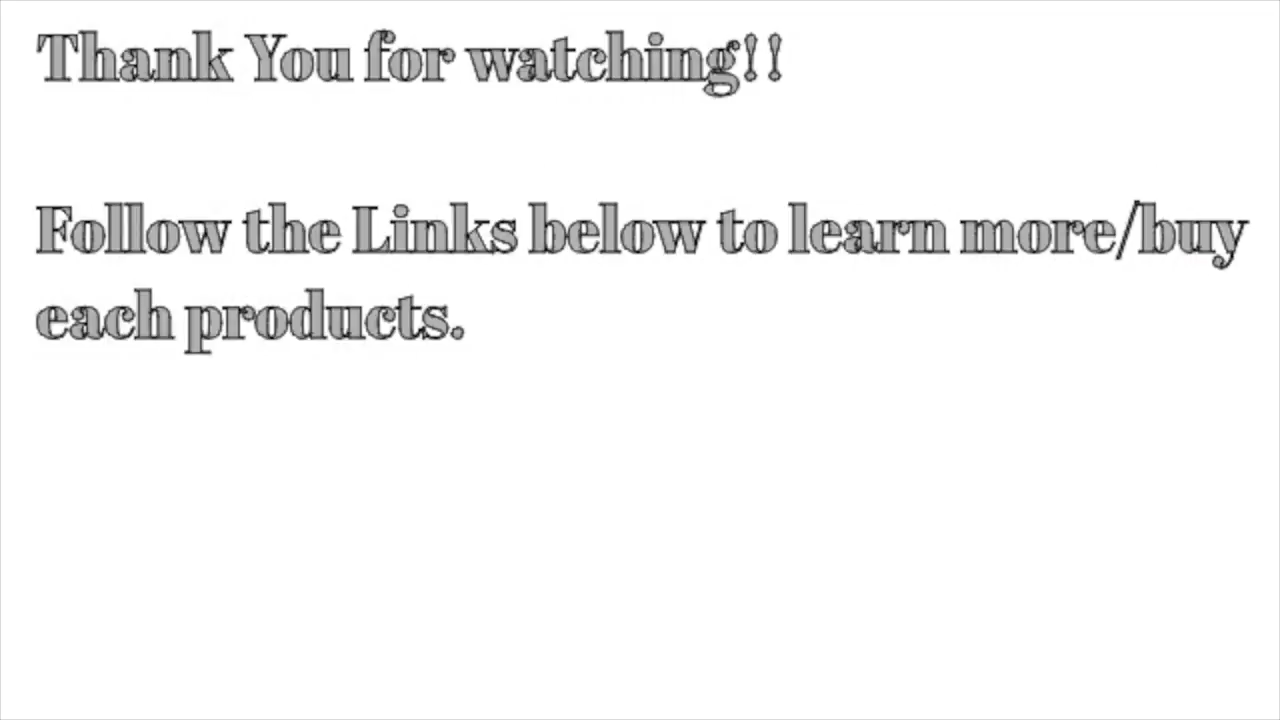 Thank You for watching!!
Follow the Links below to learn more/buy
each products.